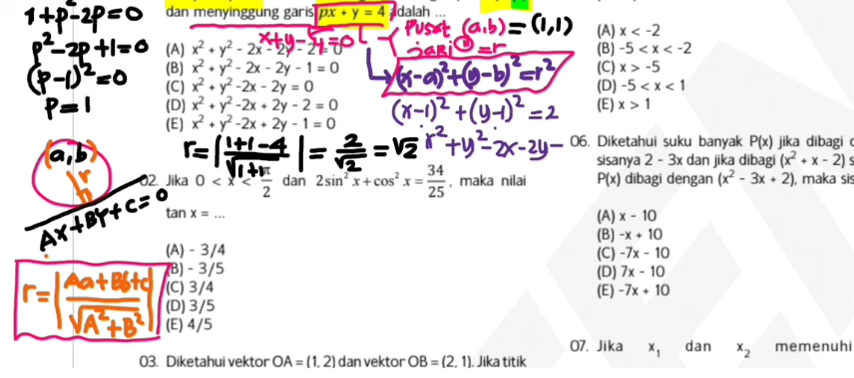 1+p²-2p=0
p²-2p+1=0
(p-1)²=0
p=1
(a,b)
r
Ax+By+C=0
r=|Aa+Bb+c / √A²+B²|
dan menyinggung garis px + y = 4 adalah ...
x+y-4=0
Pusat (a,b) = (1,1)
jari² = r
(A) x² + y² - 2x - 2y - 2 = 0
(B) x² + y² - 2x - 2y - 1 = 0
(C) x² + y² -2x - 2y = 0
(D) x² + y² -2x + 2y - 2 = 0
(E) x² + y² -2x + 2y - 1 = 0
(x-a)²+(y-b)²=r²
(x-1)²+(y-1)²=2
x²+y²-2x-2y-
r=|1+1-4 / √1+1|=2/√2=√2
02. Jika 0 < x < π/2 dan 2sin² x + cos² x = 34/25, maka nilai
tan x = ...
(A) - 3/4
(B) - 3/5
(C) 3/4
(D) 3/5
(E) 4/5
03. Diketahui vektor OA = (1, 2) dan vektor OB = (2, 1). Jika titik
(A) x < -2
(B) -5 < x < -2
(C) x > -5
(D) -5 < x < 1
(E) x > 1
06. Diketahui suku banyak P(x) jika dibagi
sisanya 2 - 3x dan jika dibagi (x² + x - 2) s
P(x) dibagi dengan (x² - 3x + 2), maka sis
(A) x - 10
(B) -x + 10
(C) -7x - 10
(D) 7x - 10
(E) -7x + 10
07. Jika x₁ dan x₂ memenuhi